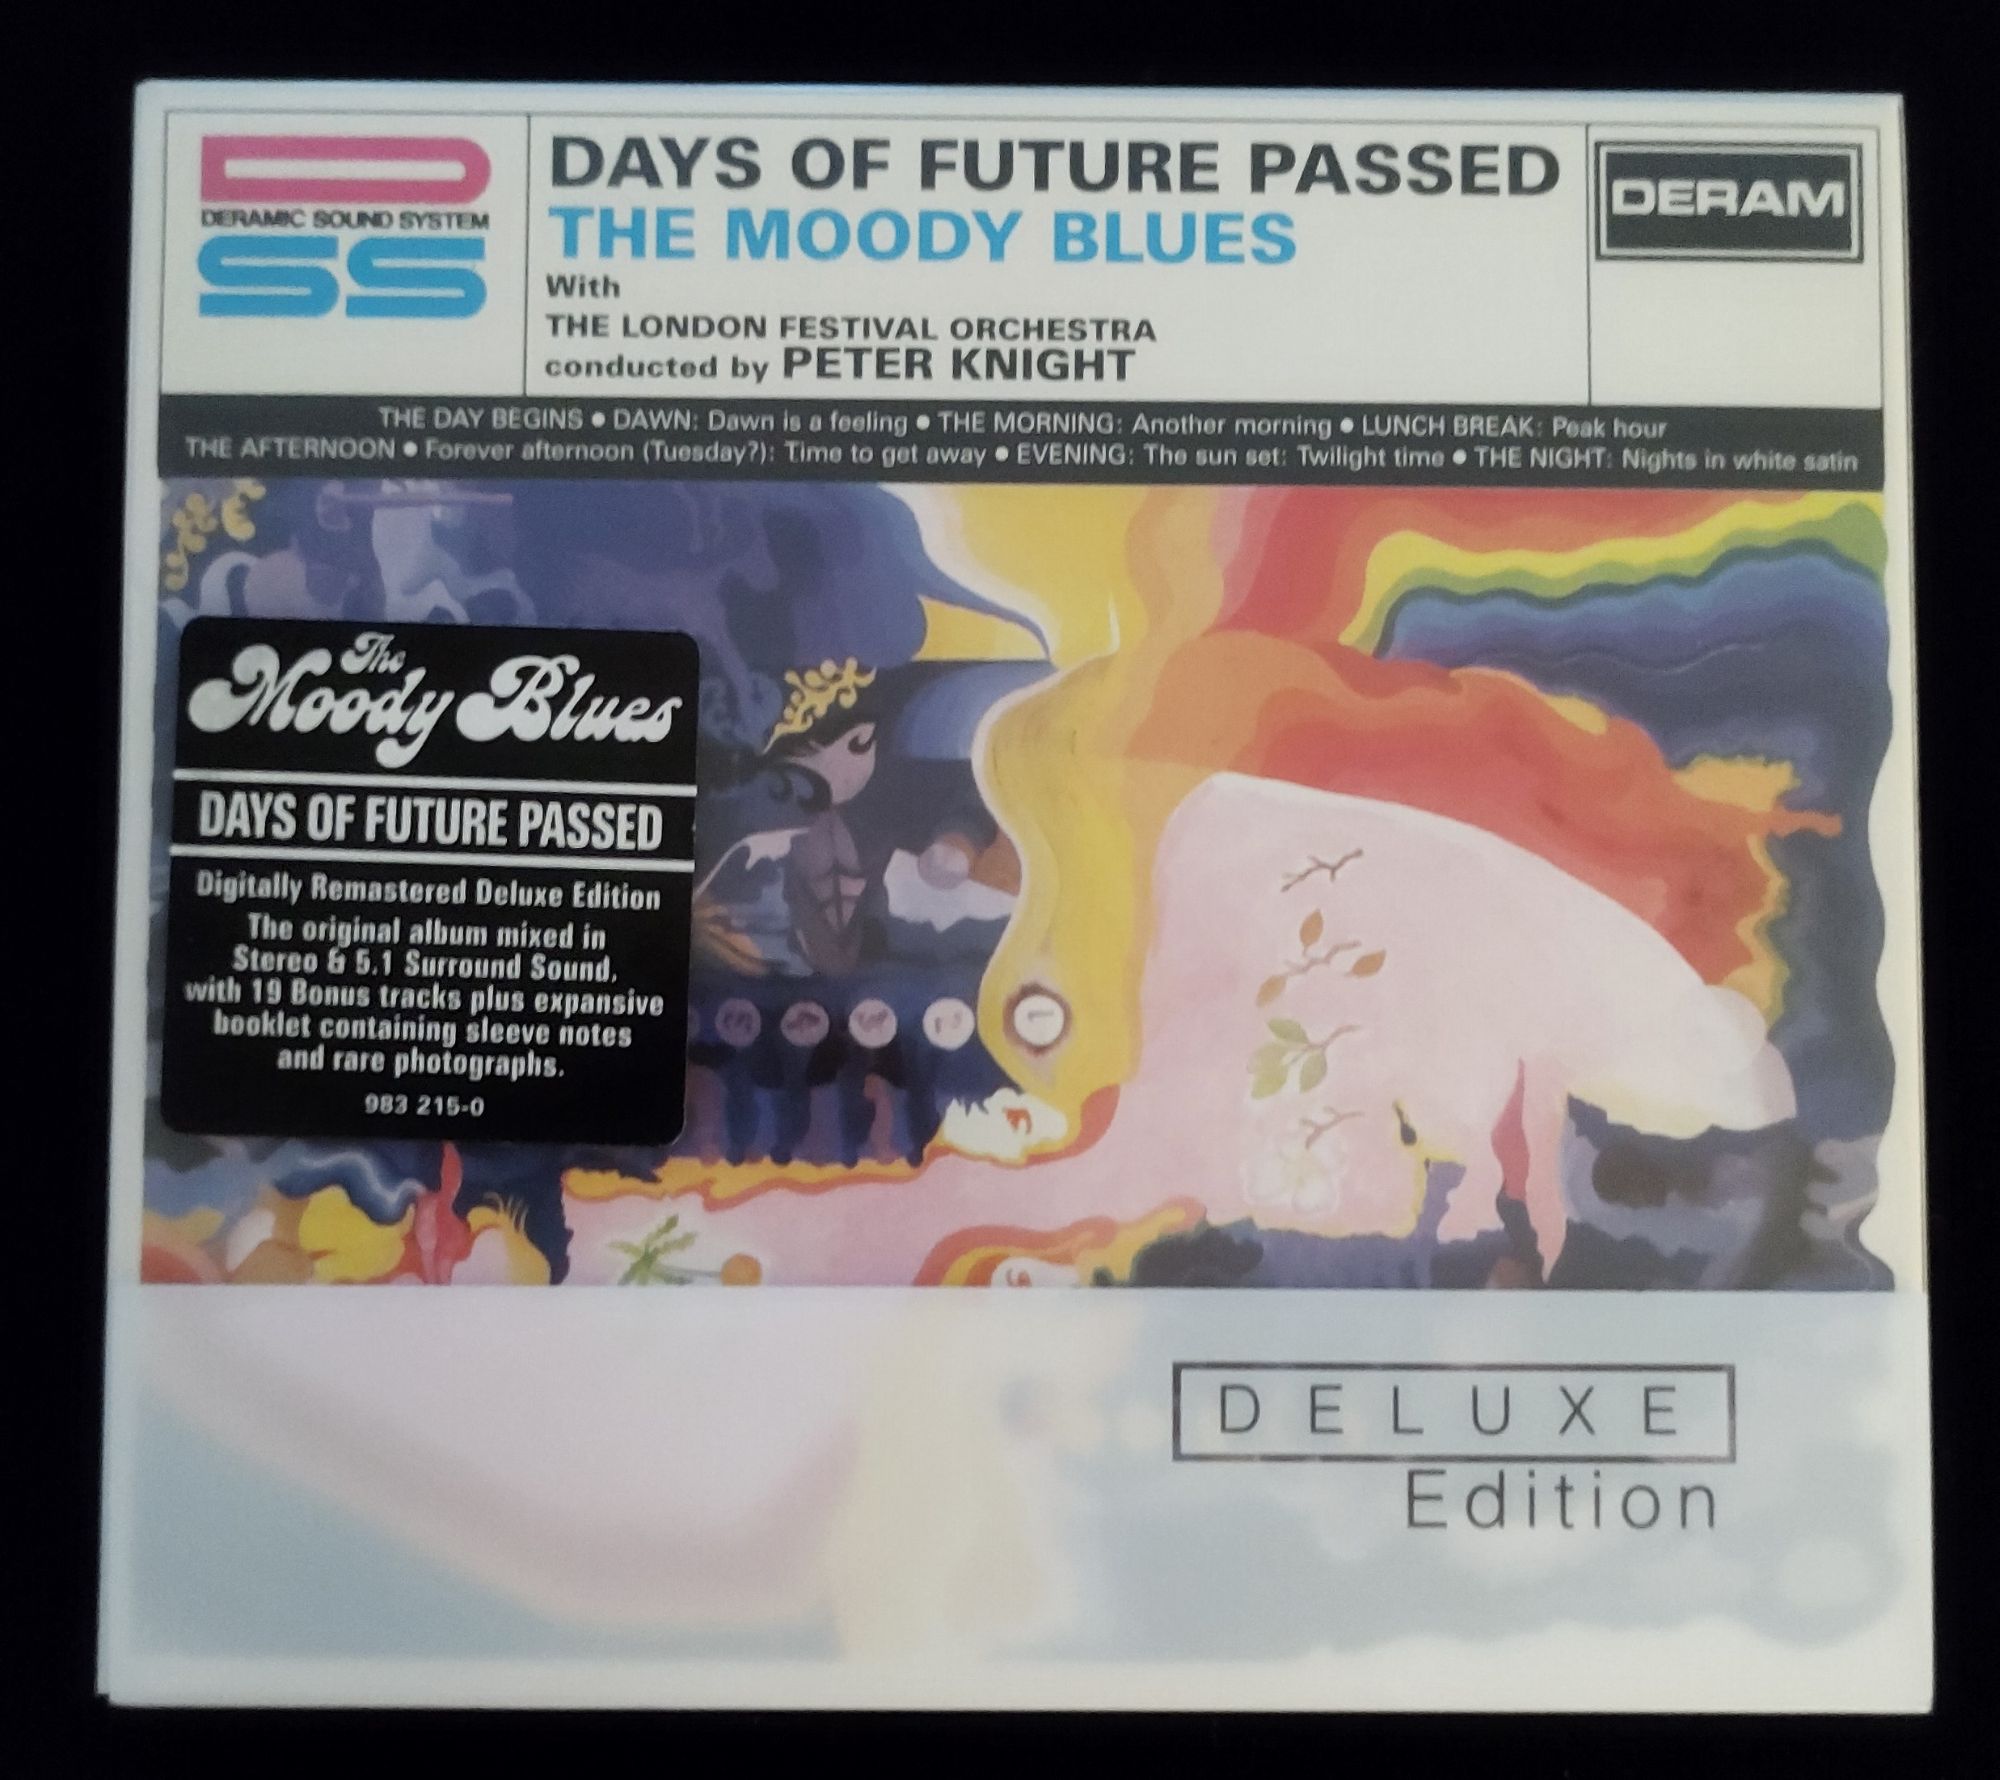 D
DERAMIC SOUND SYSTEM
SS
DAYS OF FUTURE PASSED
THE MOODY BLUES
With
THE LONDON FESTIVAL ORCHESTRA
conducted by PETER KNIGHT
DERAM
THE DAY BEGINS ● DAWN: Dawn is a feeling ● THE MORNING: Another morning ● LUNCH BREAK: Peak hour
THE AFTERNOON ● Forever afternoon (Tuesday?): Time to get away ● EVENING: The sun set: Twilight time ● THE NIGHT: Nights in white satin
The
Moody Blues
DAYS OF FUTURE PASSED
Digitally Remastered Deluxe Edition
The original album mixed in
Stereo & 5.1 Surround Sound,
with 19 Bonus tracks plus expansive
booklet containing sleeve notes
and rare photographs.
983 215-0
DELUXE
Edition